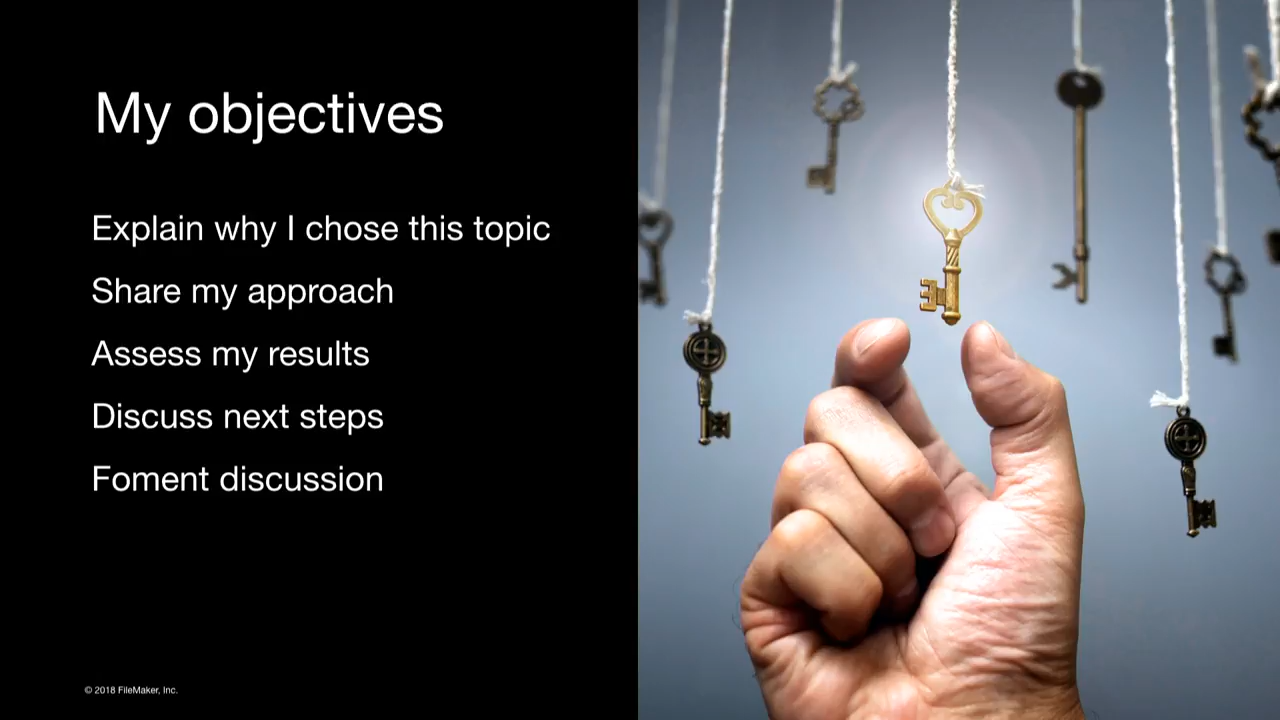 My objectives
Explain why I chose this topic
Share my approach
Assess my results
Discuss next steps
Foment discussion
© 2018 FileMaker, Inc.